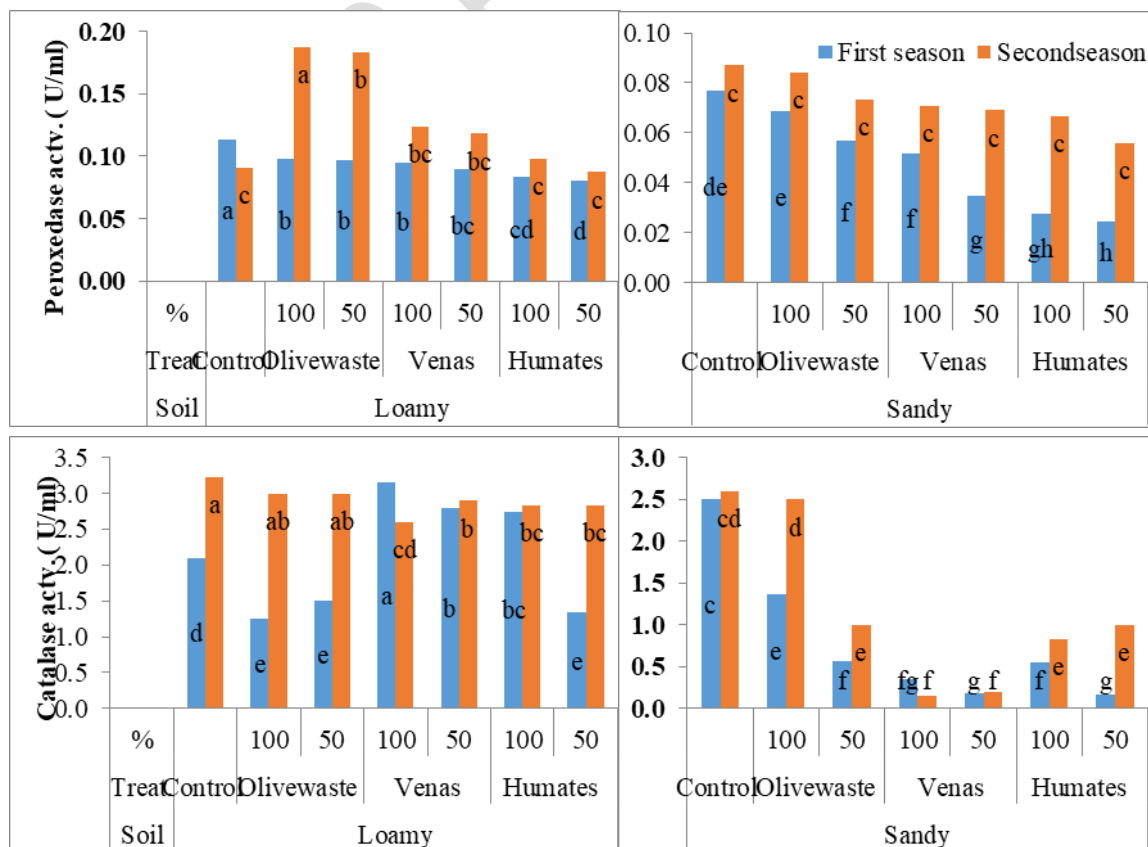 Peroxedase actv.( U/ml)
0.20
0.15
0.10
0.05
0.00
a
c
b
a
b
b
b
bc
bc
bc
cd
c
d
c
%
100
50
100
50
100
50
Treat
Control
Olivewaste
Venas
Humates
Soil
Loamy
First season
Secondseason
0.10
0.08
0.06
0.04
0.02
0.00
de
c
e
c
f
c
f
c
g
c
gh
c
h
c
100
50
100
50
100
50
Control
Olivewaste
Venas
Humates
Sandy
Catalase actv.( U/ml)
3.5
3.0
2.5
2.0
1.5
1.0
0.5
0.0
d
a
e
ab
e
ab
a
cd
b
b
bc
bc
e
bc
%
100
50
100
50
100
50
Treat
Control
Olivewaste
Venas
Humates
Soil
Loamy
3.0
2.5
2.0
1.5
1.0
0.5
0.0
c
cd
e
d
f
e
fg
f
g
f
f
e
g
e
100
50
100
50
100
50
Control
Olivewaste
Venas
Humates
Sandy